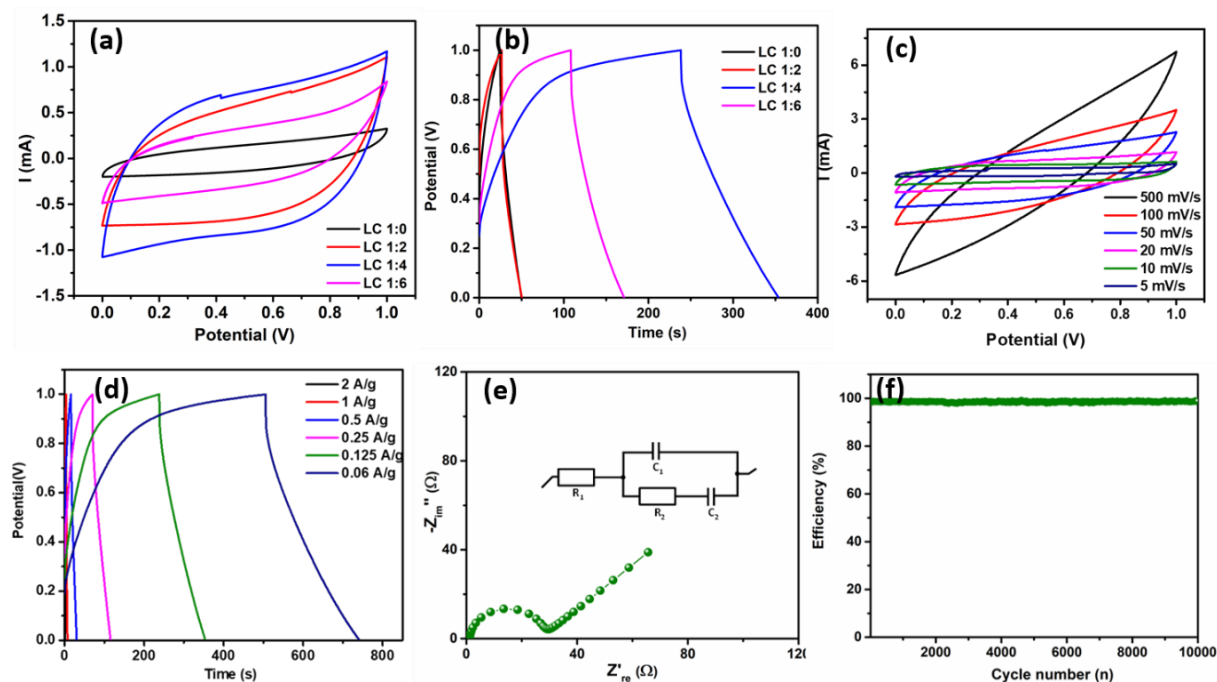 (a)
I (mA)
1.5
1.0
0.5
0.0
-0.5
-1.0
-1.5
LC 1:0
LC 1:2
LC 1:4
LC 1:6
0.0 0.2 0.4 0.6 0.8 1.0
Potential (V)
(b)
Potential (V)
1.0
0.8
0.6
0.4
0.2
0.0
LC 1:0
LC 1:2
LC 1:4
LC 1:6
0 100 200 300 400
Time (s)
(c)
I (mA)
6
3
0
-3
-6
500 mV/s
100 mV/s
50 mV/s
20 mV/s
10 mV/s
5 mV/s
0.0 0.2 0.4 0.6 0.8 1.0
Potential (V)
(d)
Potential(V)
1.0
0.8
0.6
0.4
0.2
0.0
2 A/g
1 A/g
0.5 A/g
0.25 A/g
0.125 A/g
0.06 A/g
0 200 400 600 800
Time (s)
(e)
-Z_im'' (Ω)
120
80
40
0
C1
R1
R2 C2
0 40 80 120
Z'_re (Ω)
(f)
Efficiency (%)
100
80
60
40
20
0
2000 4000 6000 8000 10000
Cycle number (n)